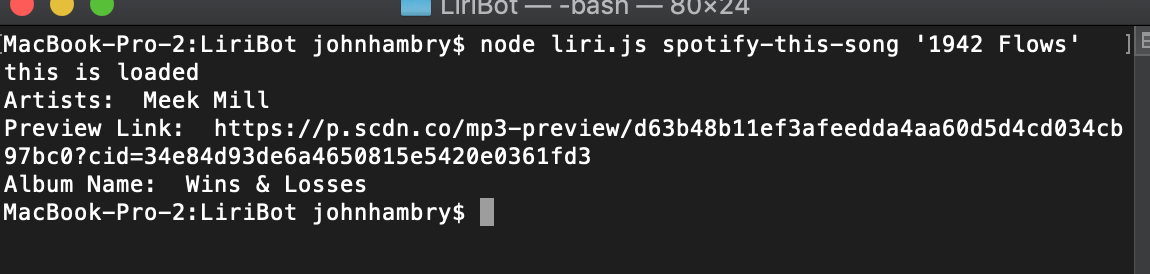 LiriBot — -bash — 80×24
[MacBook-Pro-2:LiriBot johnhambry$ node liri.js spotify-this-song '1942 Flows' ]
this is loaded
Artists:  Meek Mill
Preview Link:  https://p.scdn.co/mp3-preview/d63b48b11ef3afeedda4aa60d5d4cd034cb
97bc0?cid=34e84d93de6a4650815e5420e0361fd3
Album Name:  Wins & Losses
MacBook-Pro-2:LiriBot johnhambry$